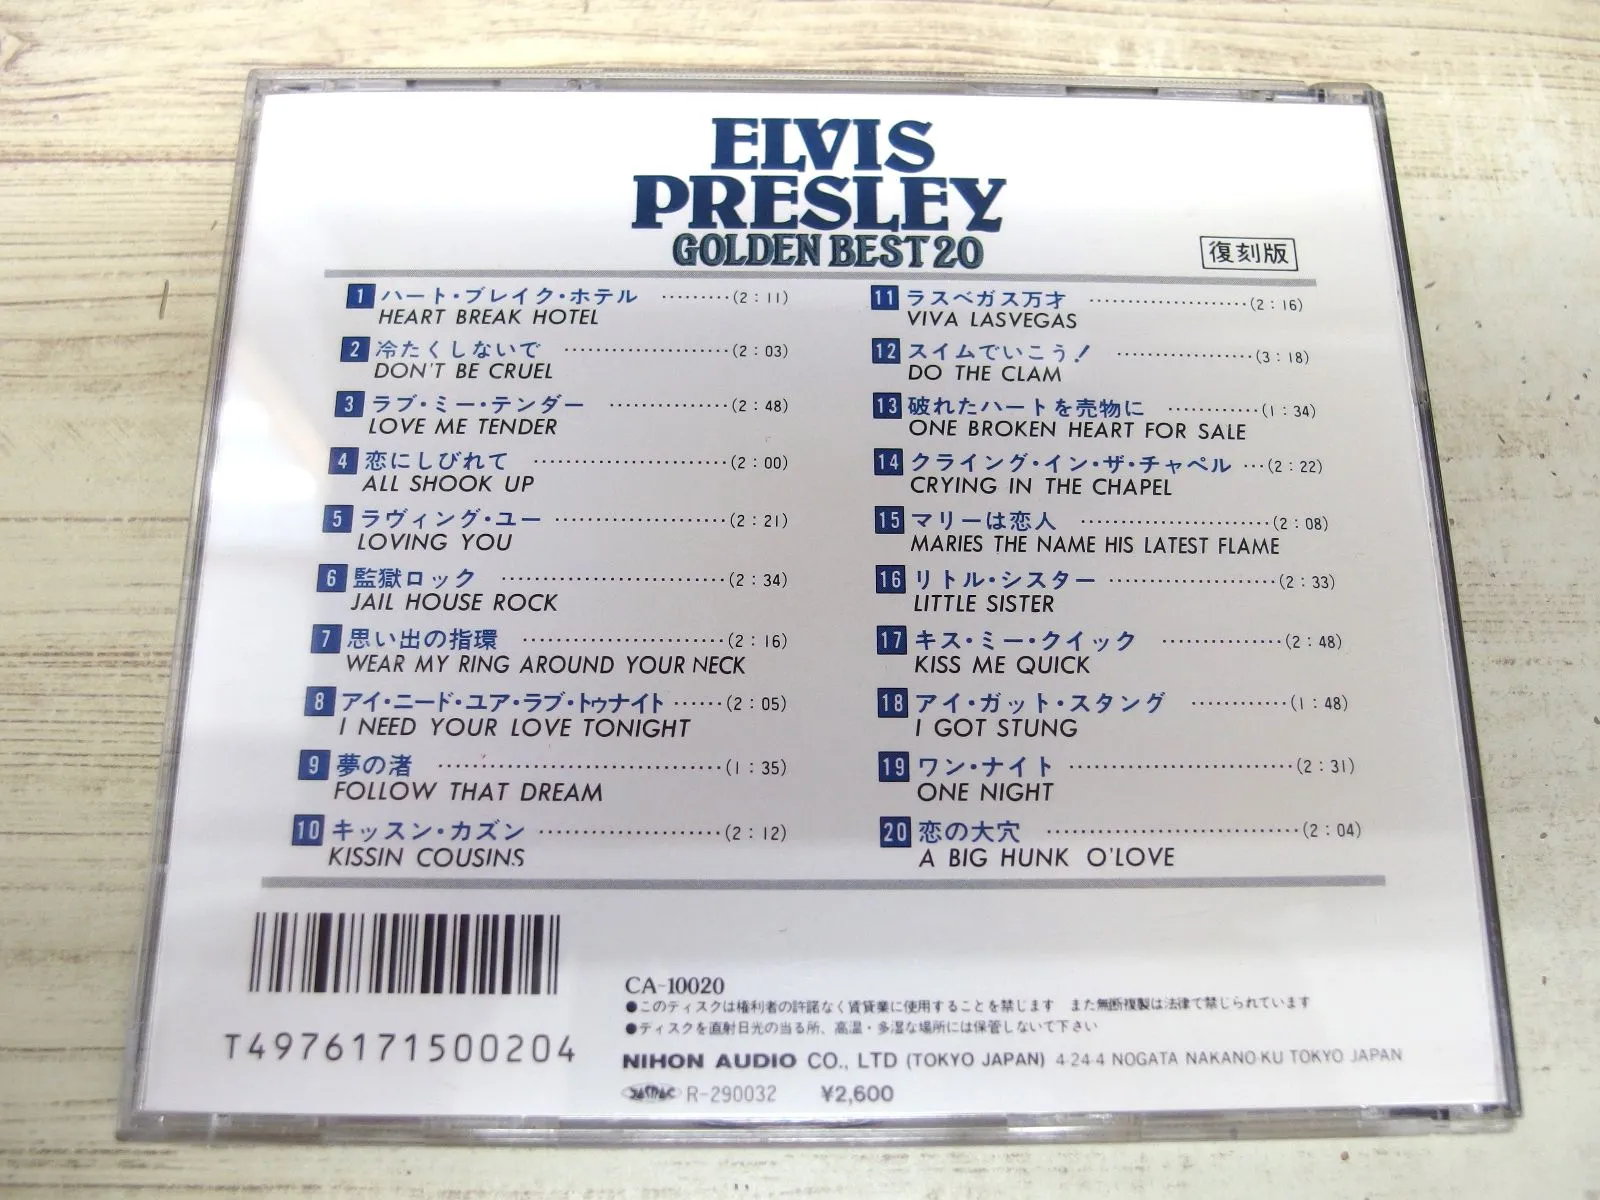 ELVIS
PRESLEY
GOLDEN BEST 20
復刻版
1 ハート・ブレイク・ホテル ………(2:11)
HEART BREAK HOTEL
2 冷たくしないで ………(2:03)
DON'T BE CRUEL
3 ラブ・ミー・テンダー ………(2:48)
LOVE ME TENDER
4 恋にしびれて ………(2:00)
ALL SHOOK UP
5 ラヴィング・ユー ………(2:21)
LOVING YOU
6 監獄ロック ………(2:34)
JAIL HOUSE ROCK
7 思い出の指環 ………(2:16)
WEAR MY RING AROUND YOUR NECK
8 アイ・ニード・ユア・ラブ・トゥナイト ……(2:05)
I NEED YOUR LOVE TONIGHT
9 夢の渚 ………(1:35)
FOLLOW THAT DREAM
10 キッスン・カズン ………(2:12)
KISSIN COUSINS
11 ラスベガス万才 ………(2:16)
VIVA LASVEGAS
12 スイムでいこう! ………(3:18)
DO THE CLAM
13 破れたハートを売物に ………(1:34)
ONE BROKEN HEART FOR SALE
14 クライング・イン・ザ・チャペル …(2:22)
CRYING IN THE CHAPEL
15 マリーは恋人 ………(2:08)
MARIES THE NAME HIS LATEST FLAME
16 リトル・シスター ………(2:33)
LITTLE SISTER
17 キス・ミー・クイック ………(2:48)
KISS ME QUICK
18 アイ・ガット・スタング ………(1:48)
I GOT STUNG
19 ワン・ナイト ………(2:31)
ONE NIGHT
20 恋の大穴 ………(2:04)
A BIG HUNK O'LOVE
T4976171500204
CA-10020
●このディスクは権利者の許諾なく賃貸業に使用することを禁じます また無断複製は法律で禁じられています
●ディスクを直射日光の当る所、高温・多湿な場所には保管しないで下さい
NIHON AUDIO CO., LTD (TOKYO JAPAN) 4-24-4 NOGATA NAKANO-KU TOKYO JAPAN
JASRAC R-290032 ¥2,600